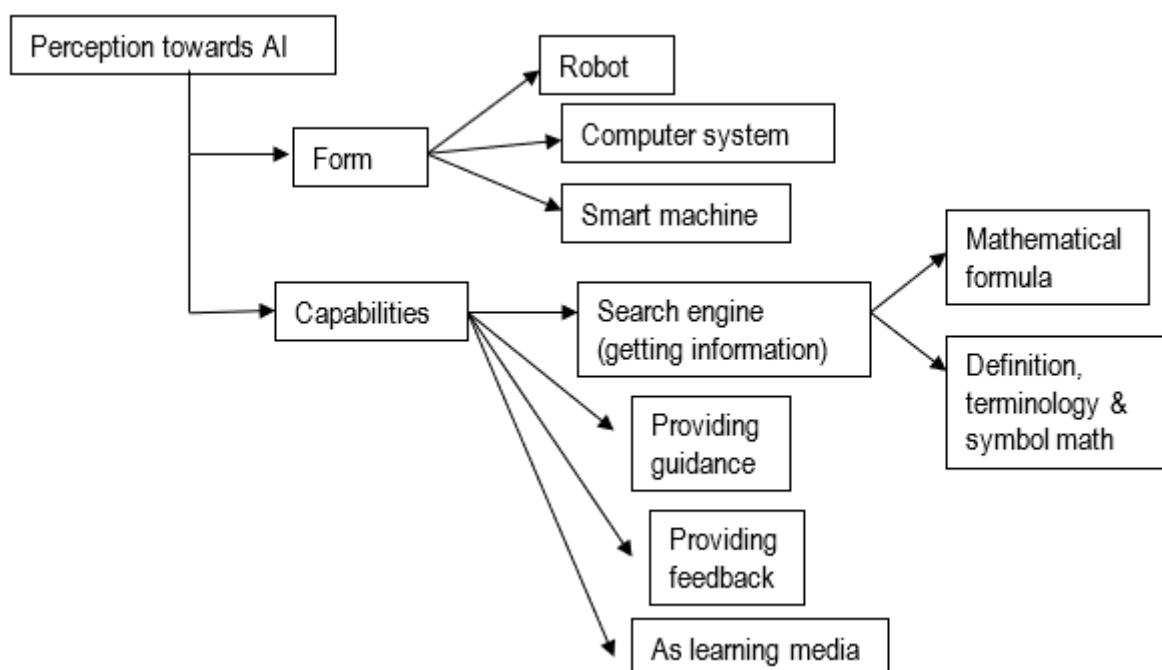 Perception towards AI
Robot
Computer system
Form
Smart machine
Mathematical
formula
Capabilities
Search engine
(getting information)
Definition,
terminology &
symbol math
Providing
guidance
Providing
feedback
As learning media